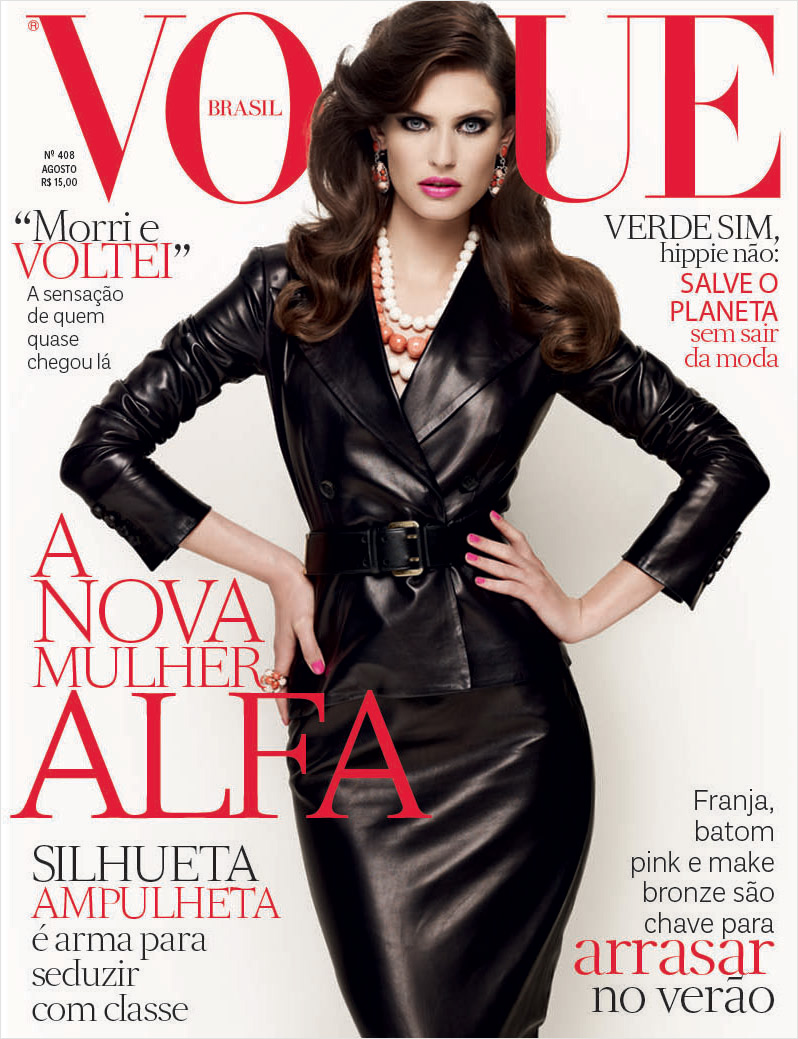 VOGUE
®
BRASIL
Nº 408
AGOSTO
R$ 15,00
“Morri e
VOLTEI”
A sensação
de quem
quase
chegou lá
VERDE SIM,
hippie não:
SALVE O
PLANETA
sem sair
da moda
A
NOVA
MULHER
ALFA
SILHUETA
AMPULHETA
é arma para
seduzir
com classe
Franja,
batom
pink e make
bronze são
chave para
arrasar
no verão